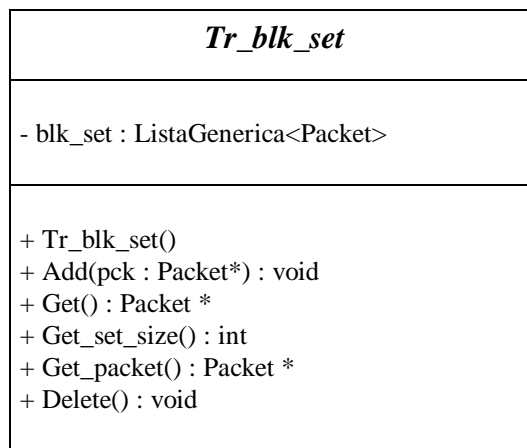 Tr_blk_set
- blk_set : ListaGenerica<Packet>
+ Tr_blk_set()
+ Add(pck : Packet*) : void
+ Get() : Packet *
+ Get_set_size() : int
+ Get_packet() : Packet *
+ Delete() : void